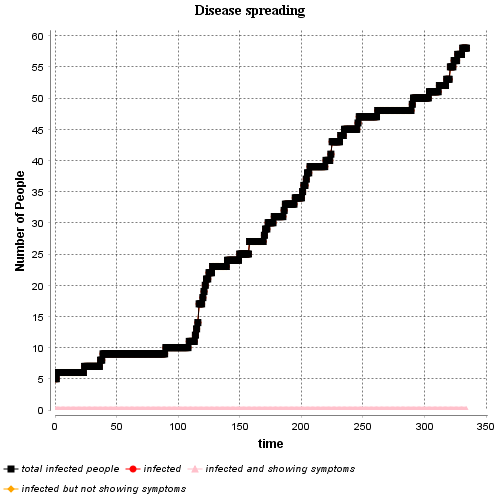 Disease spreading
60
55
50
45
40
35
30
25
20
15
10
5
0
Number of People
0 50 100 150 200 250 300 350
time
total infected people infected infected and showing symptoms
infected but not showing symptoms